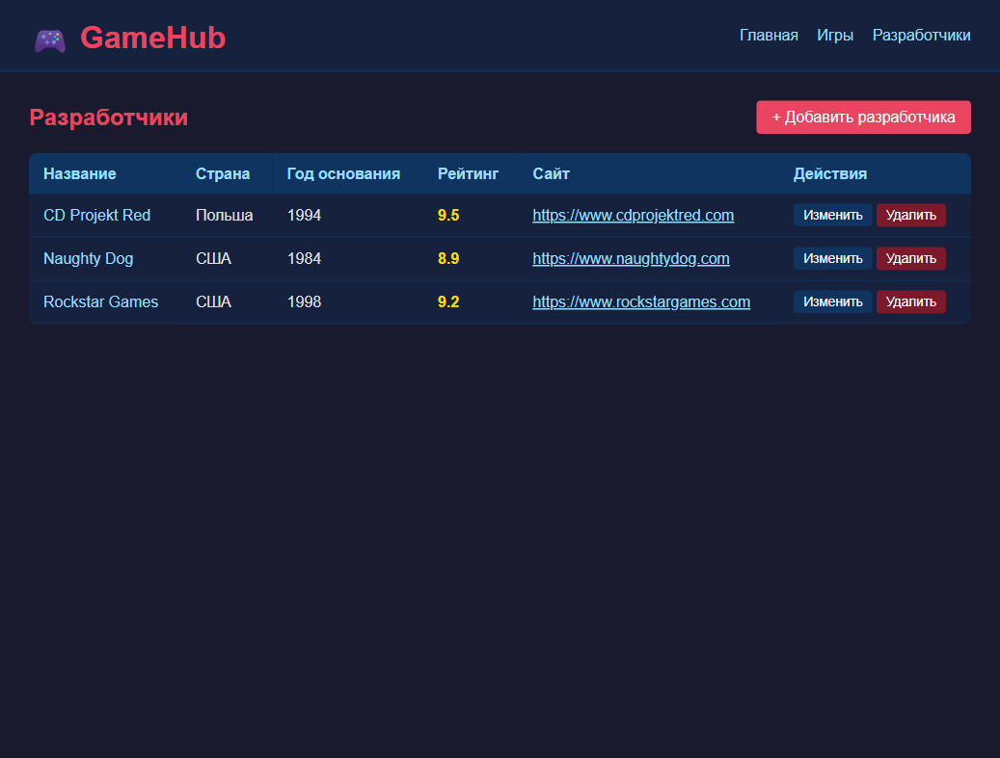 GameHub
Главная Игры Разработчики
Разработчики
+ Добавить разработчика
Название Страна Год основания Рейтинг Сайт Действия
CD Projekt Red Польша 1994 9.5 https://www.cdprojektred.com Изменить Удалить
Naughty Dog США 1984 8.9 https://www.naughtydog.com Изменить Удалить
Rockstar Games США 1998 9.2 https://www.rockstargames.com Изменить Удалить